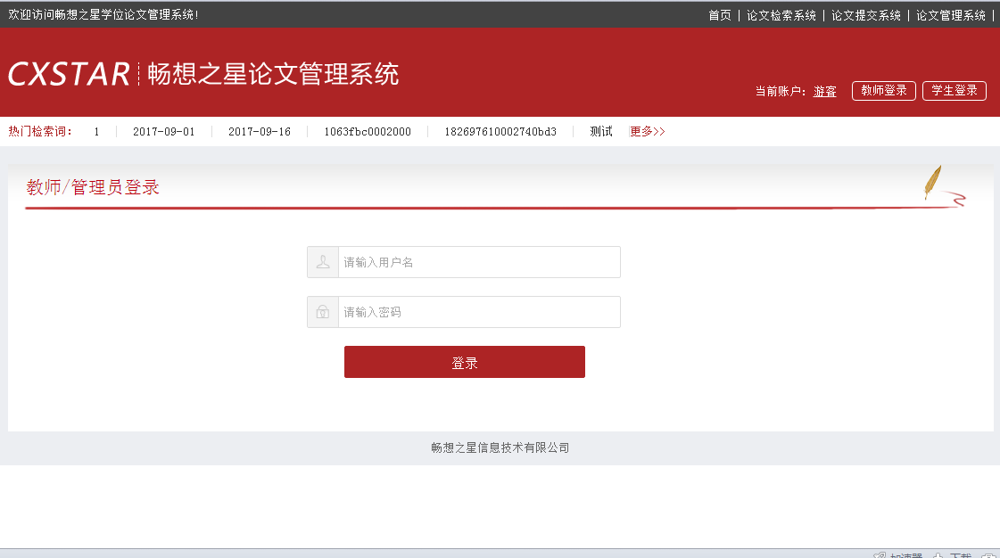 欢迎访问畅想之星学位论文管理系统!
首页 | 论文检索系统 | 论文提交系统 | 论文管理系统 |
CXSTAR 畅想之星论文管理系统
当前账户: 游客 教师登录 学生登录
热门检索词: 1 2017-09-01 2017-09-16 1063fbc0002000 182697610002740bd3 测试 更多>>
教师/管理员登录
请输入用户名
请输入密码
登录
畅想之星信息技术有限公司
加速器 下载